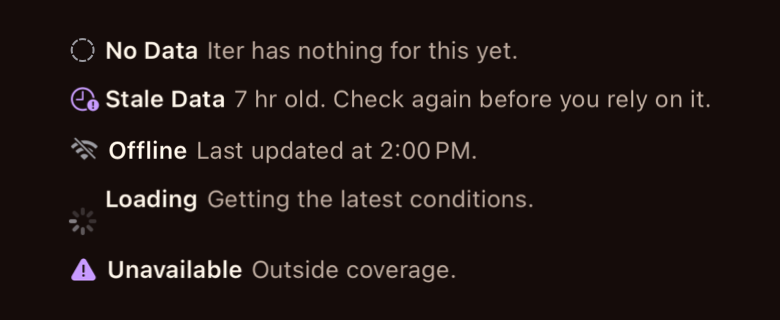 No Data Iter has nothing for this yet.
Stale Data 7 hr old. Check again before you rely on it.
Offline Last updated at 2:00 PM.
Loading Getting the latest conditions.
Unavailable Outside coverage.